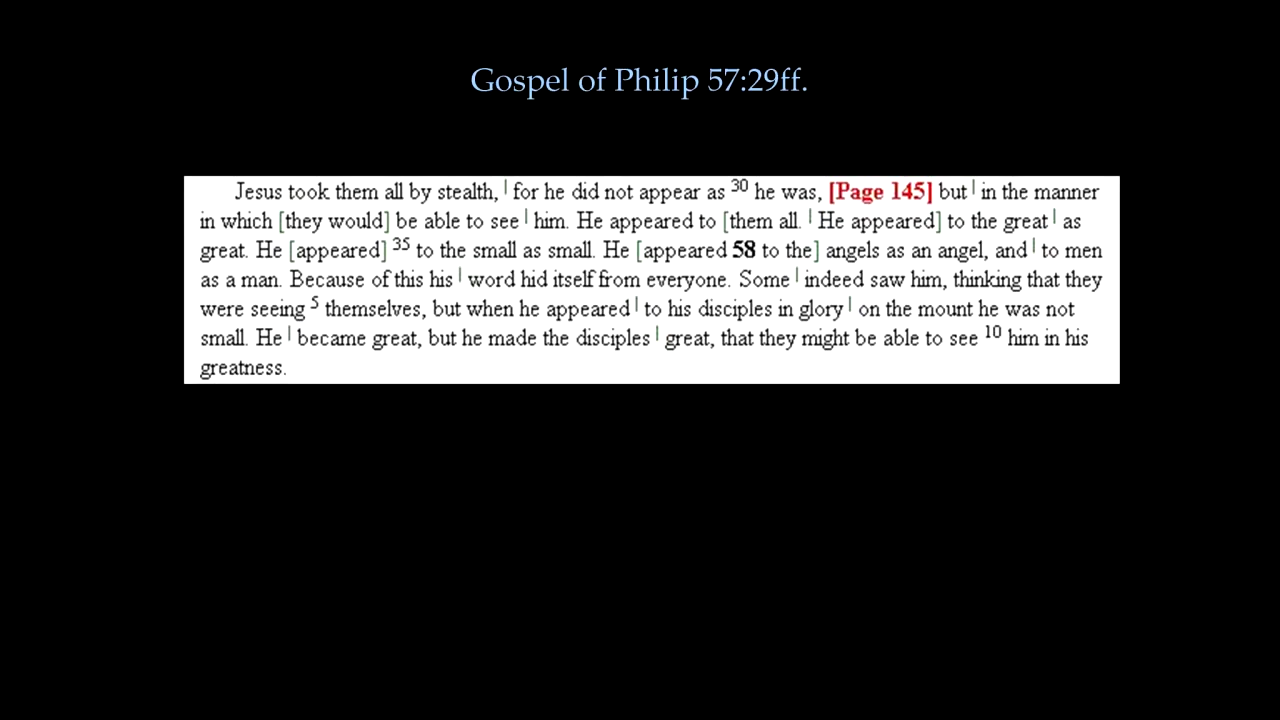 Gospel of Philip 57:29ff.
Jesus took them all by stealth, | for he did not appear as 30 he was, [Page 145] but | in the manner
in which [they would] be able to see | him. He appeared to [them all. | He appeared] to the great | as
great. He [appeared] 35 to the small as small. He [appeared 58 to the] angels as an angel, and | to men
as a man. Because of this his | word hid itself from everyone. Some | indeed saw him, thinking that they
were seeing 5 themselves, but when he appeared | to his disciples in glory | on the mount he was not
small. He | became great, but he made the disciples | great, that they might be able to see 10 him in his
greatness.